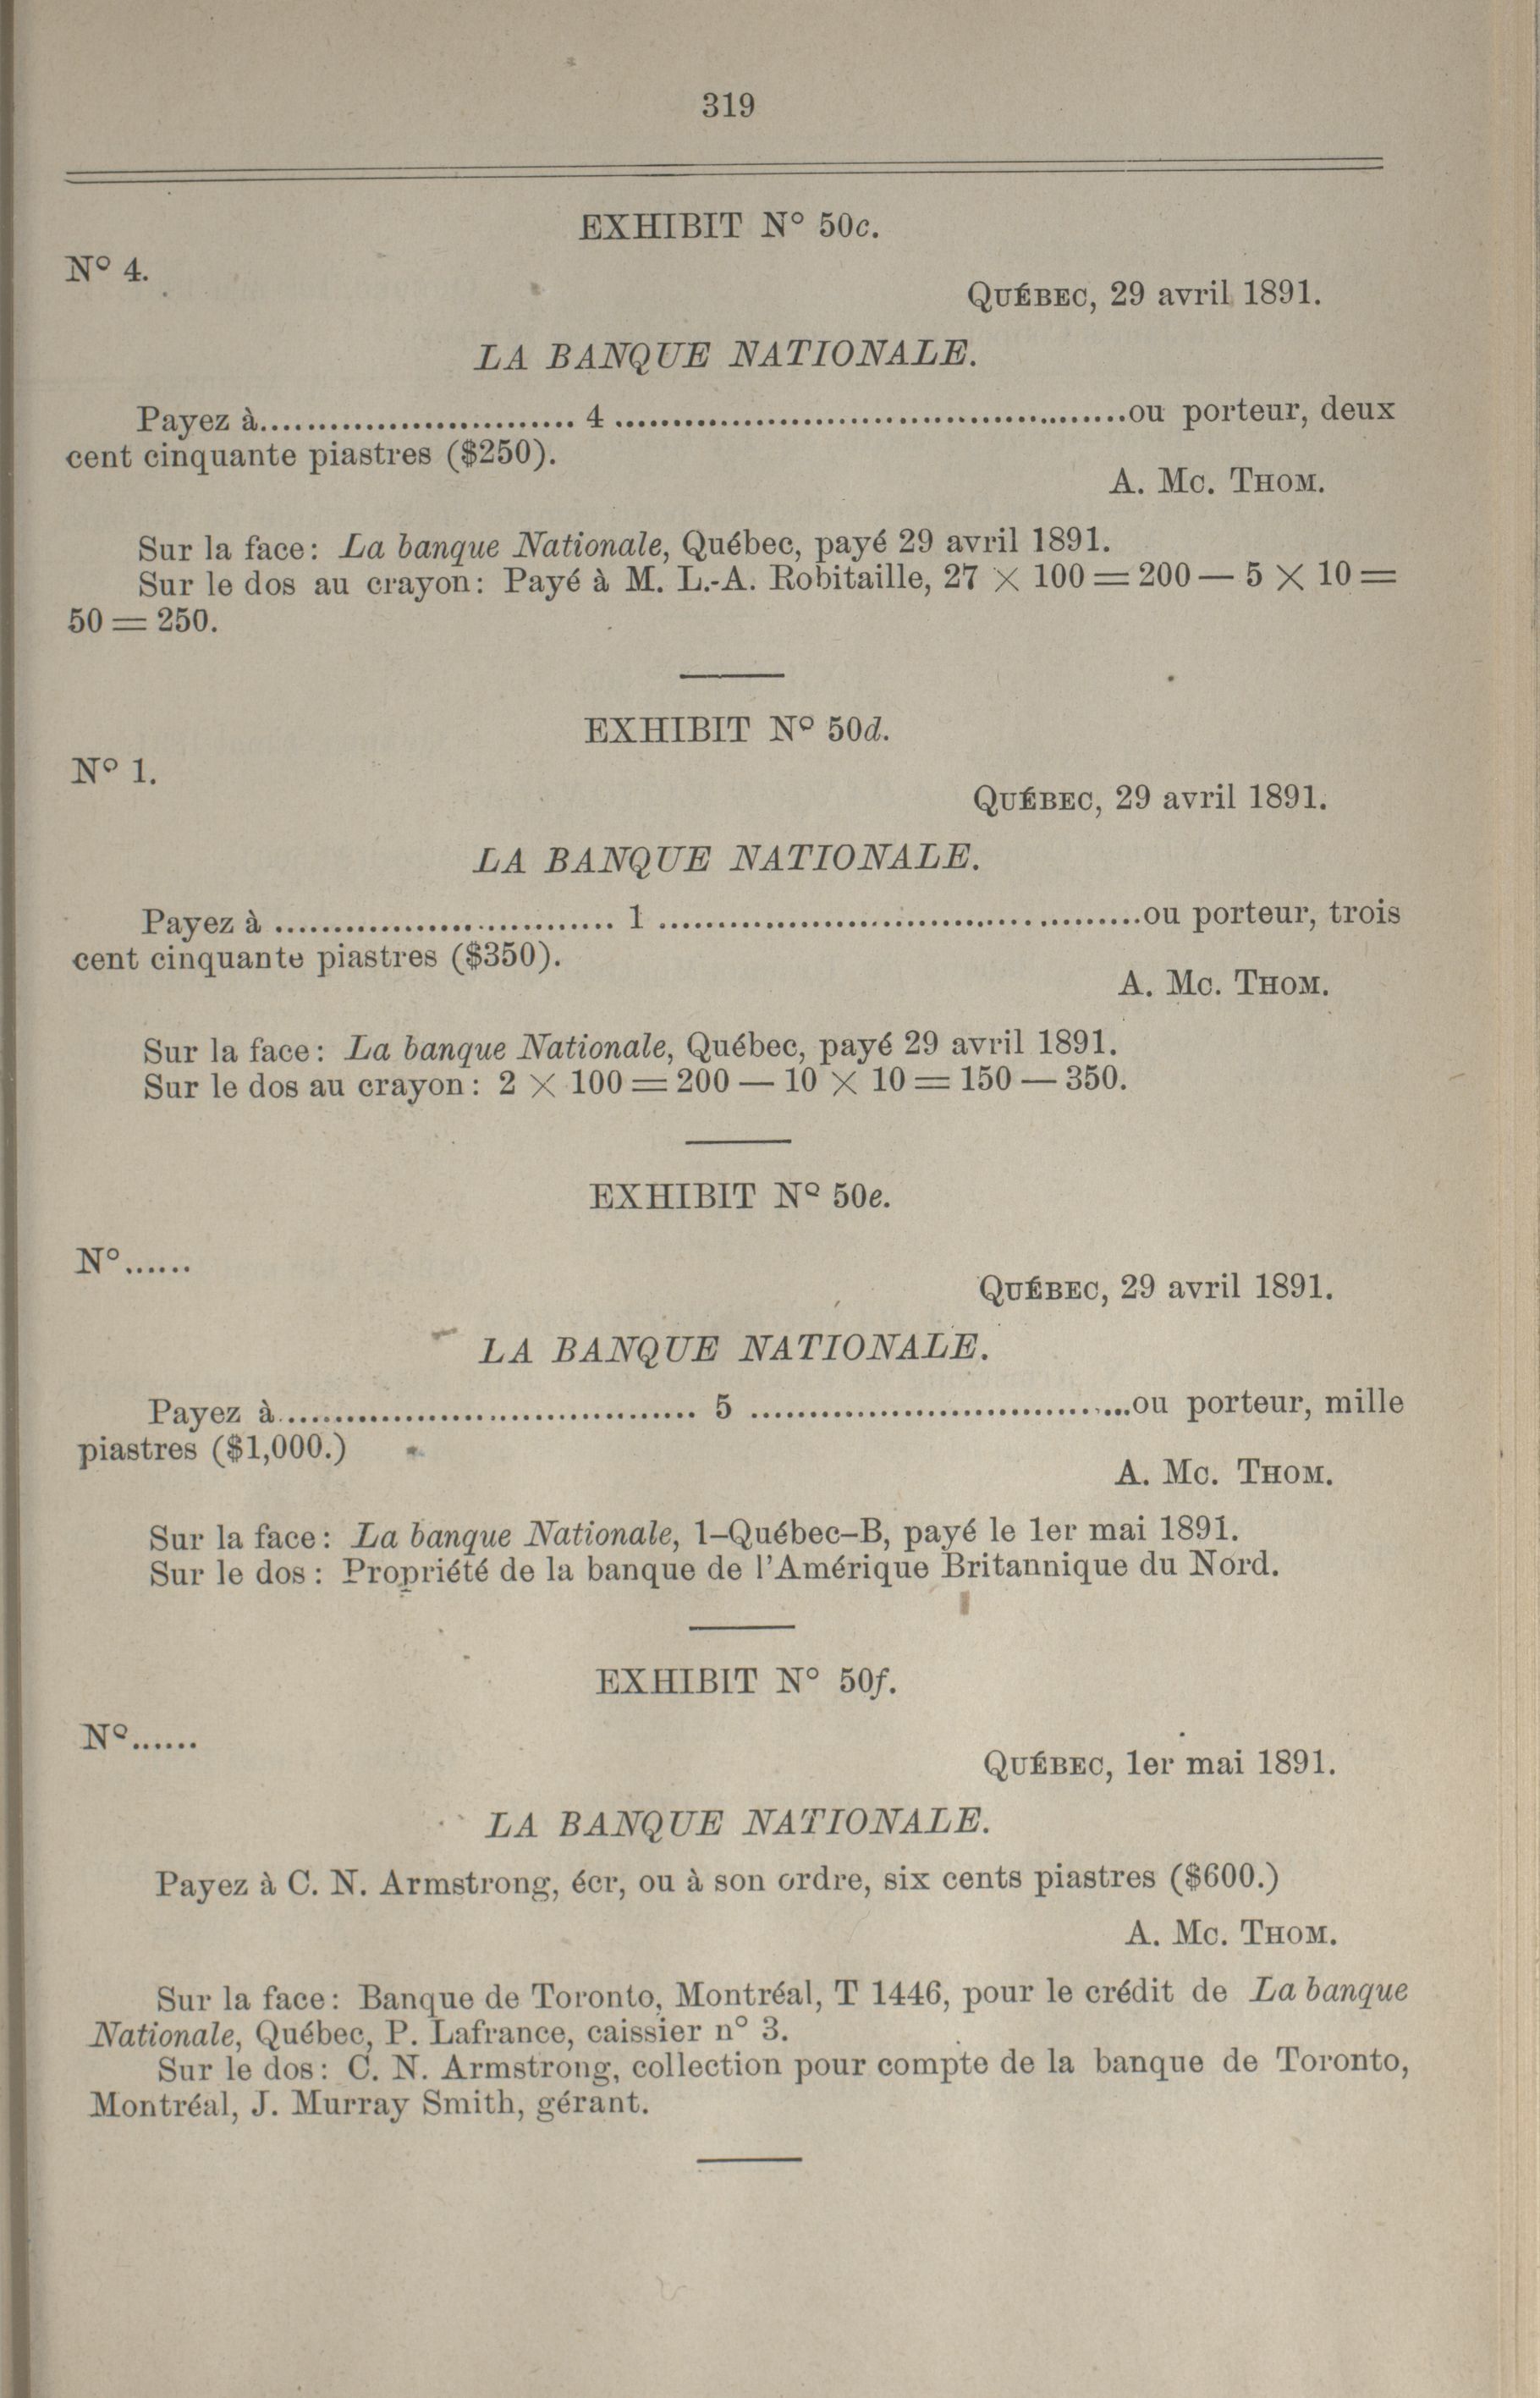 319
EXHIBIT N° 50c.
N° 4.
QUÉBEC, 29 avril 1891.
LA BANQUE NATIONALE.
Payez à........................... 4 ............................................ou porteur, deux
cent cinquante piastres ($250).
A. Mc. THOM.
Sur la face: La banque Nationale, Québec, payé 29 avril 1891.
Sur le dos au crayon: Payé à M. L.-A. Robitaille, 27 × 100 = 200 — 5 × 10 =
50 = 250.
EXHIBIT N° 50d.
N° 1.
QUÉBEC, 29 avril 1891.
LA BANQUE NATIONALE.
Payez à ............................. 1 .........................................ou porteur, trois
cent cinquante piastres ($350).
A. Mc. THOM.
Sur la face: La banque Nationale, Québec, payé 29 avril 1891.
Sur le dos au crayon: 2 × 100 = 200 — 10 × 10 = 150 — 350.
EXHIBIT N° 50e.
N°......
QUÉBEC, 29 avril 1891.
LA BANQUE NATIONALE.
Payez à.................................... 5 .................................ou porteur, mille
piastres ($1,000.)
A. Mc. THOM.
Sur la face: La banque Nationale, 1–Québec–B, payé le 1er mai 1891.
Sur le dos: Propriété de la banque de l'Amérique Britannique du Nord.
EXHIBIT N° 50f.
N°......
QUÉBEC, 1er mai 1891.
LA BANQUE NATIONALE.
Payez à C. N. Armstrong, écr, ou à son ordre, six cents piastres ($600.)
A. Mc. THOM.
Sur la face: Banque de Toronto, Montréal, T 1446, pour le crédit de La banque
Nationale, Québec, P. Lafrance, caissier n° 3.
Sur le dos: C. N. Armstrong, collection pour compte de la banque de Toronto,
Montréal, J. Murray Smith, gérant.